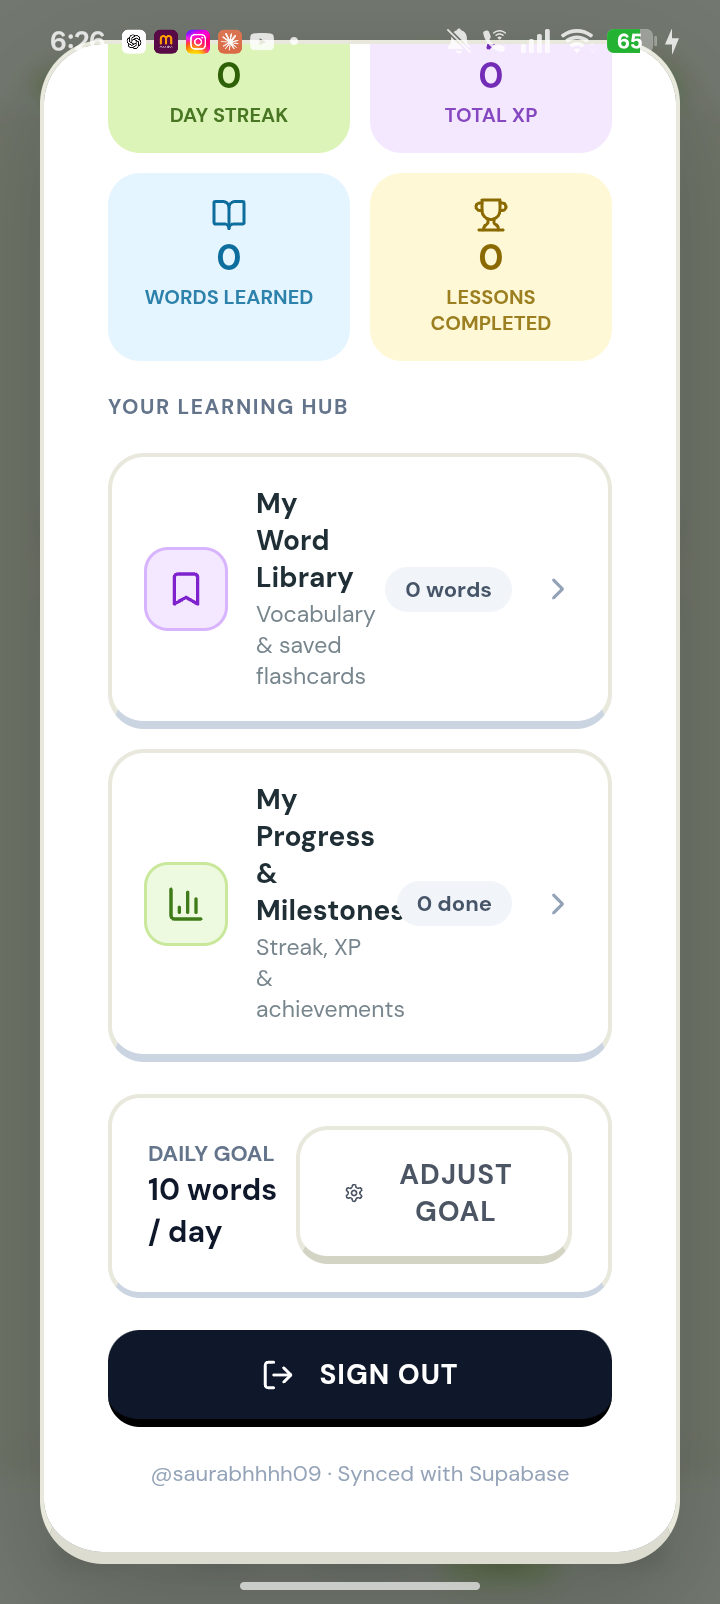 6:26
65
0
DAY STREAK
0
TOTAL XP
0
WORDS LEARNED
0
LESSONS
COMPLETED
YOUR LEARNING HUB
My
Word
Library
Vocabulary
& saved
flashcards
0 words
My
Progress
&
Milestones
Streak, XP
&
achievements
0 done
DAILY GOAL
10 words
/ day
ADJUST
GOAL
SIGN OUT
@saurabhhhh09 · Synced with Supabase